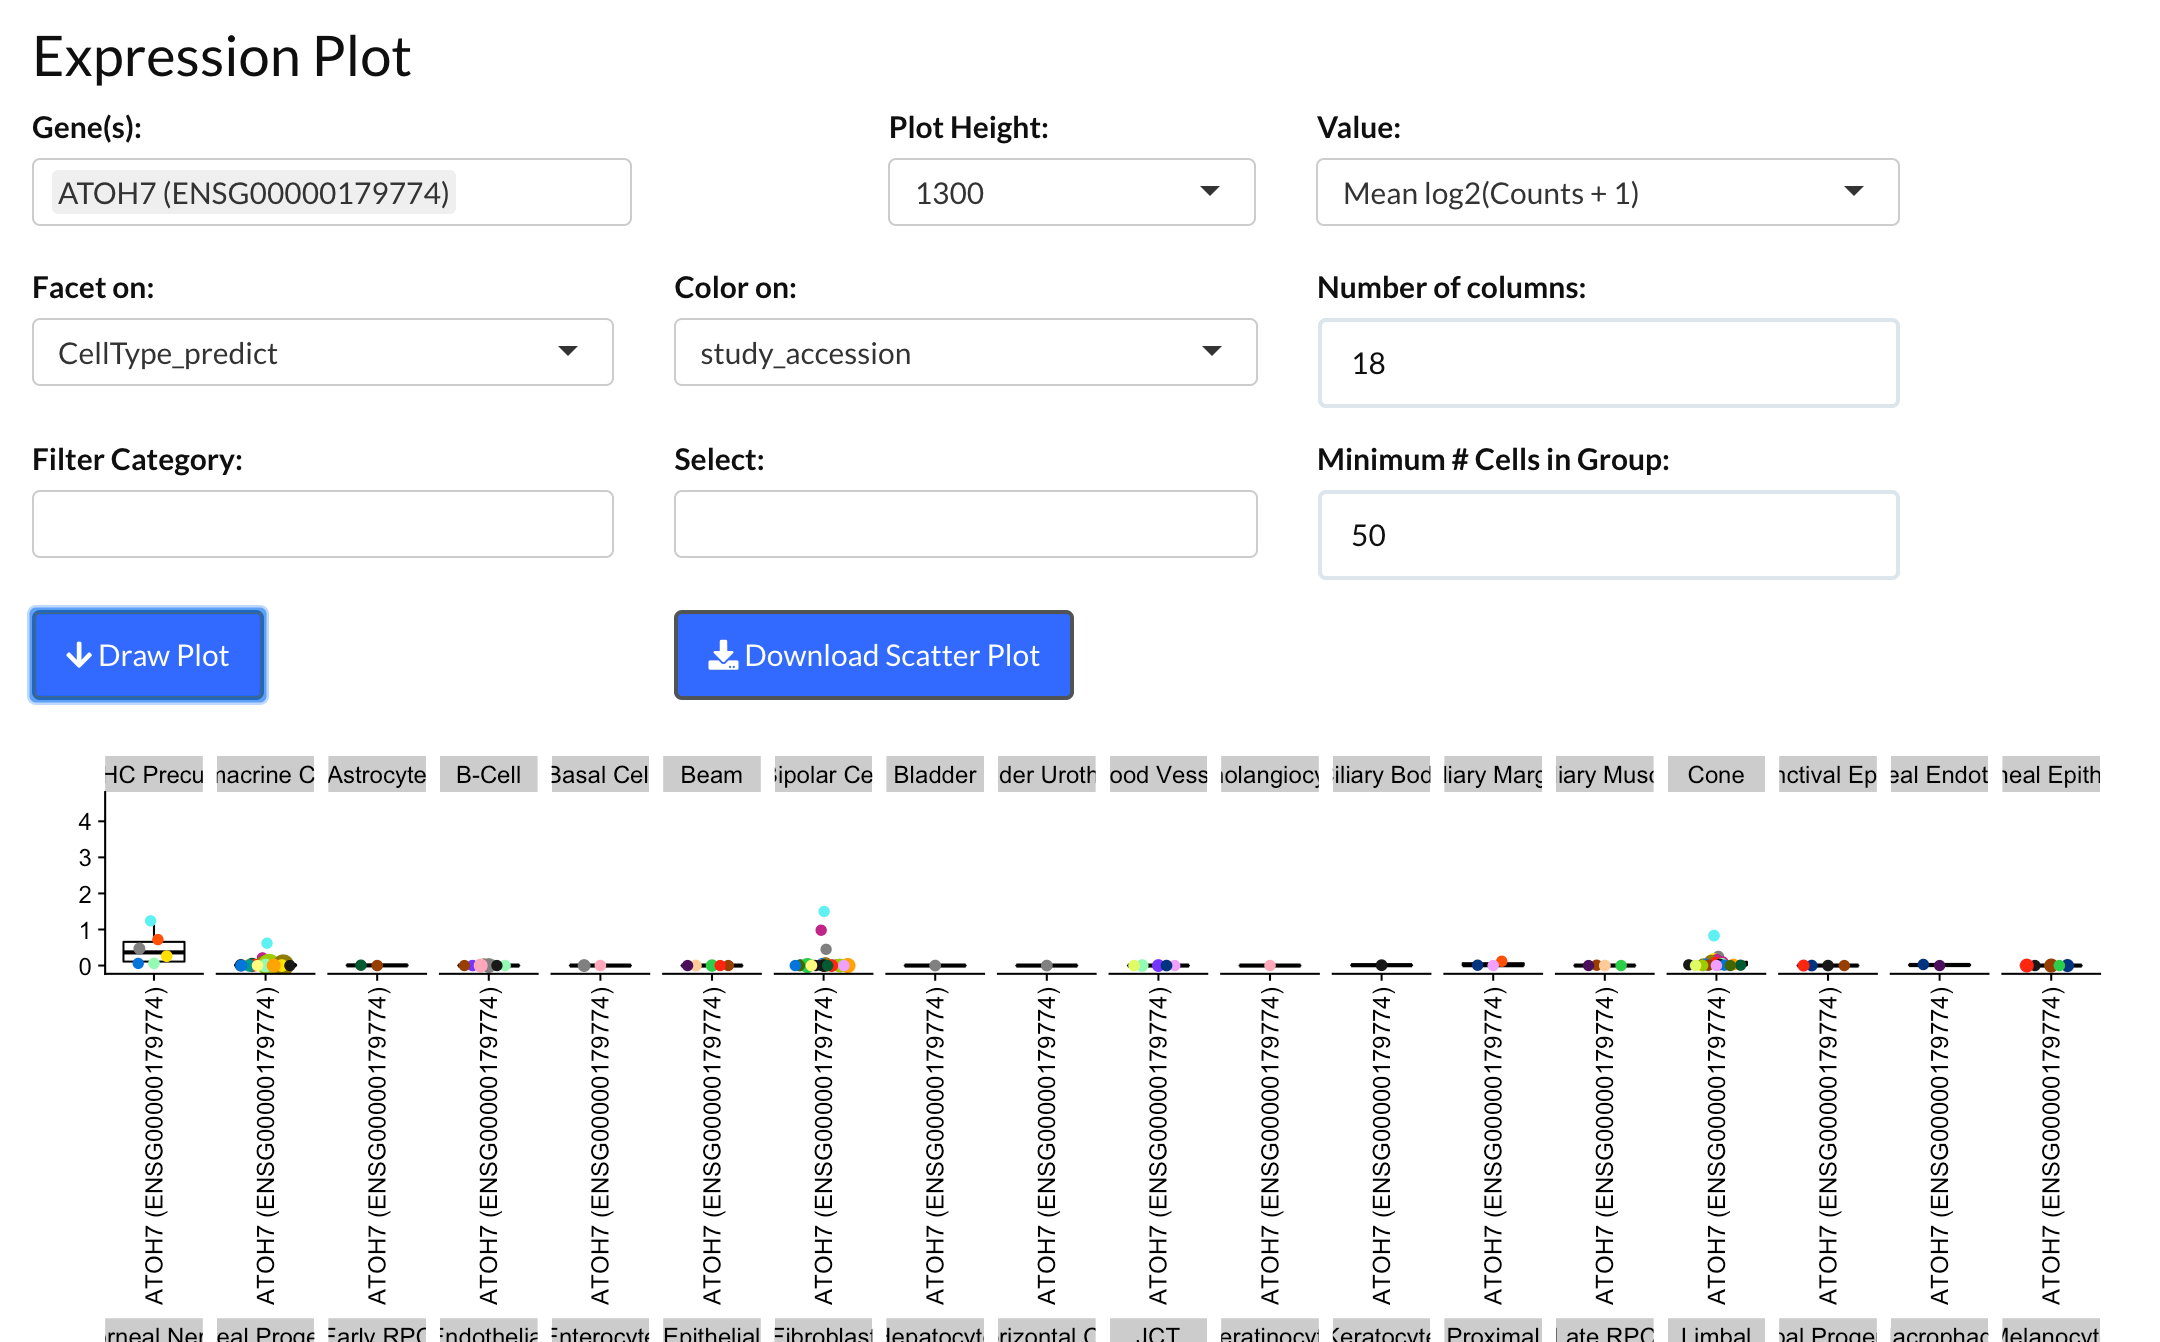 Expression Plot
Gene(s): Plot Height: Value:
ATOH7 (ENSG00000179774) 1300 Mean log2(Counts + 1)
Facet on: Color on: Number of columns:
CellType_predict study_accession 18
Filter Category: Select: Minimum # Cells in Group:
50
Draw Plot Download Scatter Plot
HC Precu nacrine C Astrocyte B-Cell Basal Cel Beam ipolar Ce Bladder der Uroth ood Vess olangiocy iliary Bod liary Marg iary Musc Cone nctival Ep eal Endot neal Epith
4
3
2
1
0
ATOH7 (ENSG00000179774) ATOH7 (ENSG00000179774) ATOH7 (ENSG00000179774) ATOH7 (ENSG00000179774) ATOH7 (ENSG00000179774) ATOH7 (ENSG00000179774) ATOH7 (ENSG00000179774) ATOH7 (ENSG00000179774) ATOH7 (ENSG00000179774) ATOH7 (ENSG00000179774) ATOH7 (ENSG00000179774) ATOH7 (ENSG00000179774) ATOH7 (ENSG00000179774) ATOH7 (ENSG00000179774) ATOH7 (ENSG00000179774) ATOH7 (ENSG00000179774) ATOH7 (ENSG00000179774) ATOH7 (ENSG00000179774)
rneal Ner eal Proge Early RPC Endothelia Enterocyte Epithelial Fibroblast Hepatocyt rizontal C JCT eratinocyt Keratocyte Proximal Late RPC Limbal bal Proge acrophag Melanocyt